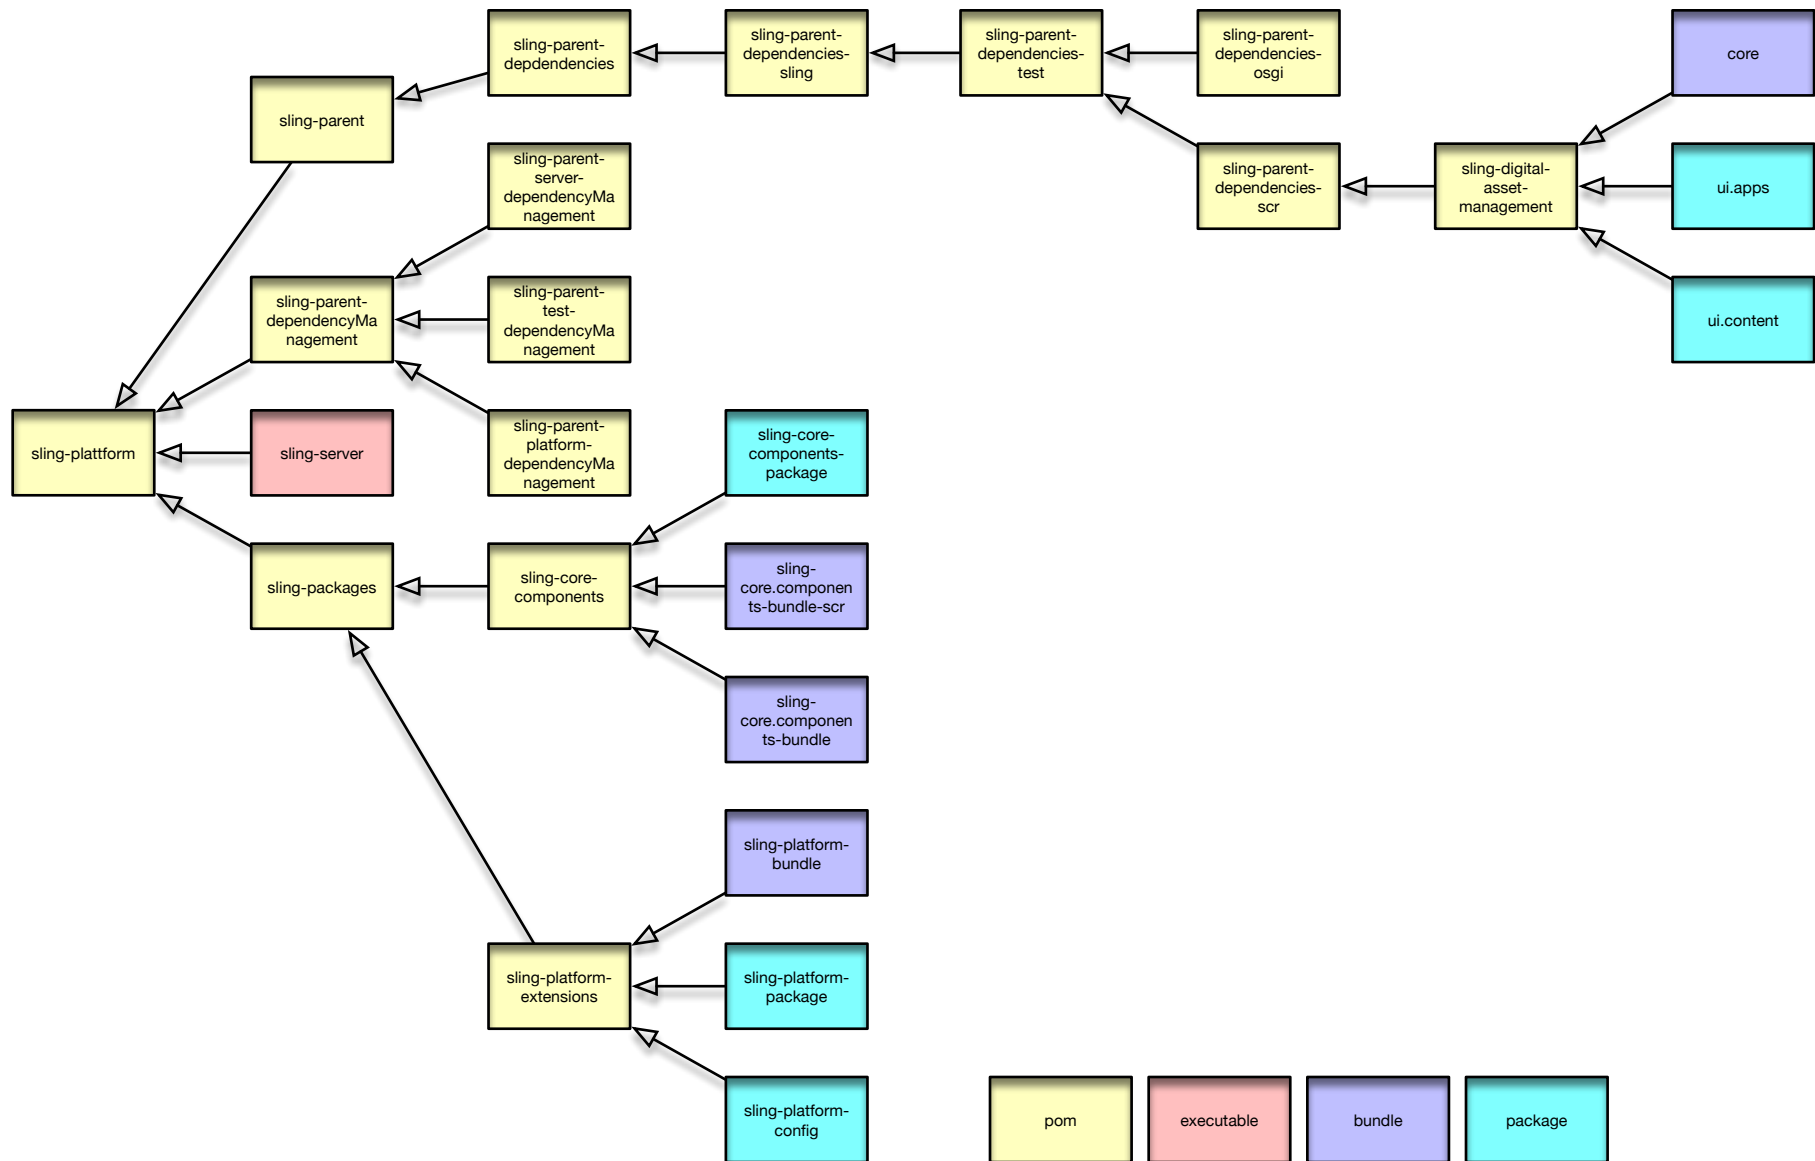 sling-parent-
depdendencies
sling-parent-
dependencies-
sling
sling-parent-
dependencies-
test
sling-parent-
dependencies-
osgi
core
sling-parent
sling-parent-
server-
dependencyMa
nagement
sling-parent-
dependencies-
scr
sling-digital-
asset-
management
ui.apps
sling-parent-
dependencyMa
nagement
sling-parent-
test-
dependencyMa
nagement
ui.content
sling-plattform
sling-server
sling-parent-
platform-
dependencyMa
nagement
sling-core-
components-
package
sling-packages
sling-core-
components
sling-
core.componen
ts-bundle-scr
sling-
core.componen
ts-bundle
sling-platform-
bundle
sling-platform-
extensions
sling-platform-
package
sling-platform-
config
pom
executable
bundle
package